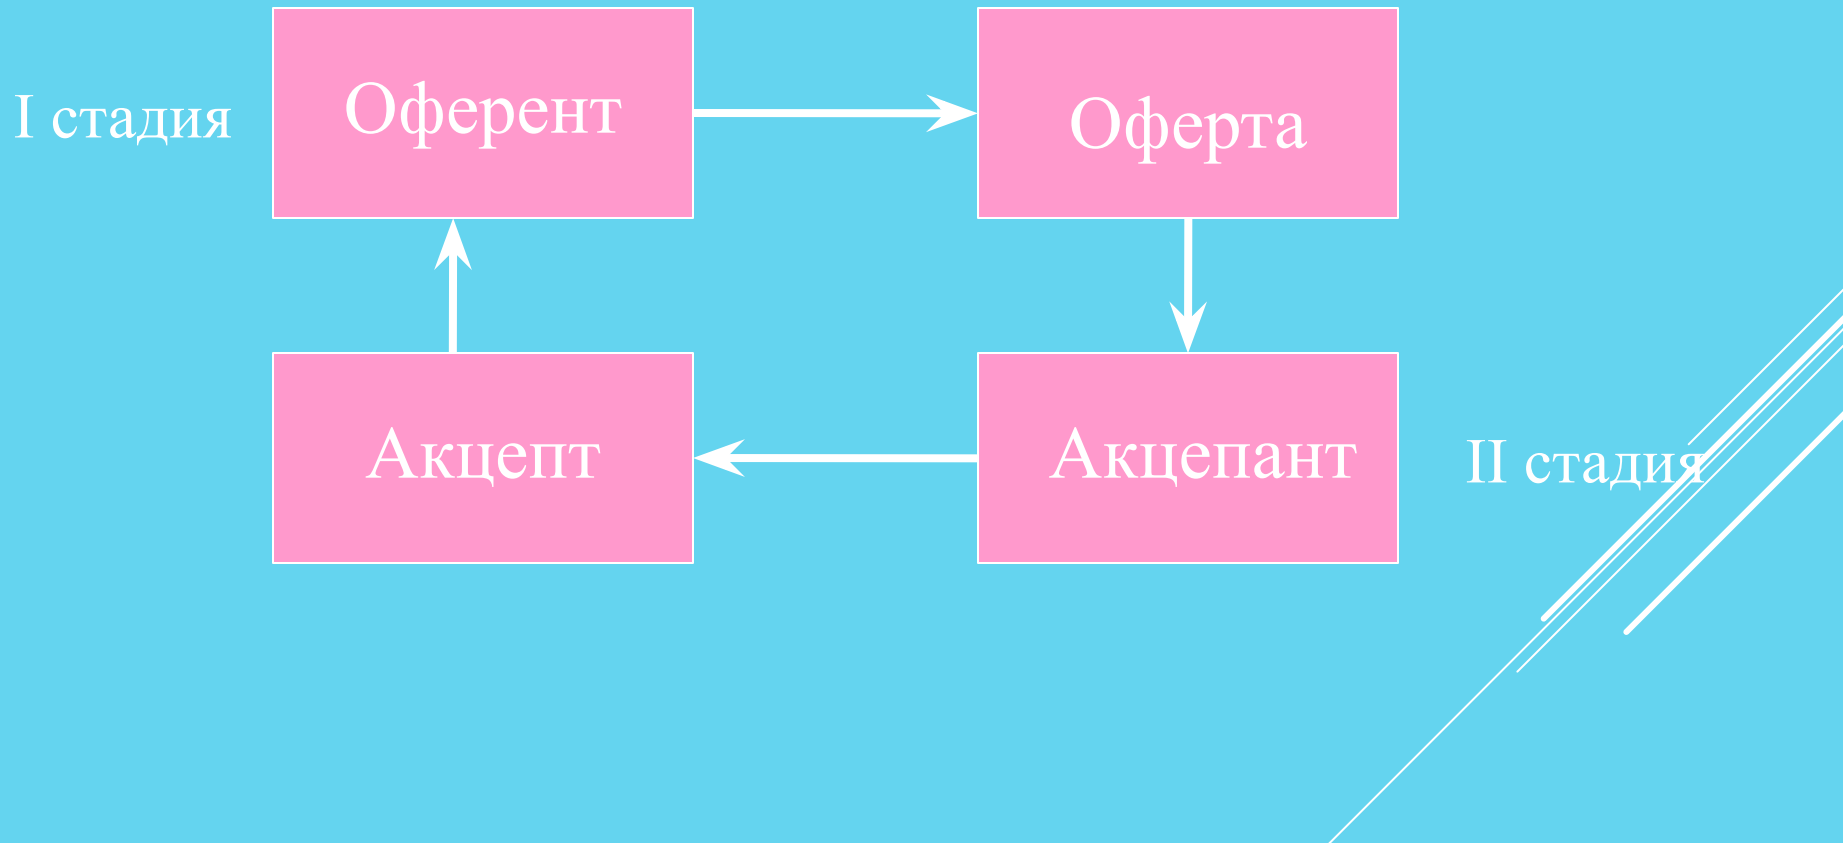 I стадия
Оферент
Оферта
Акцепт
Акцепант
II стадия